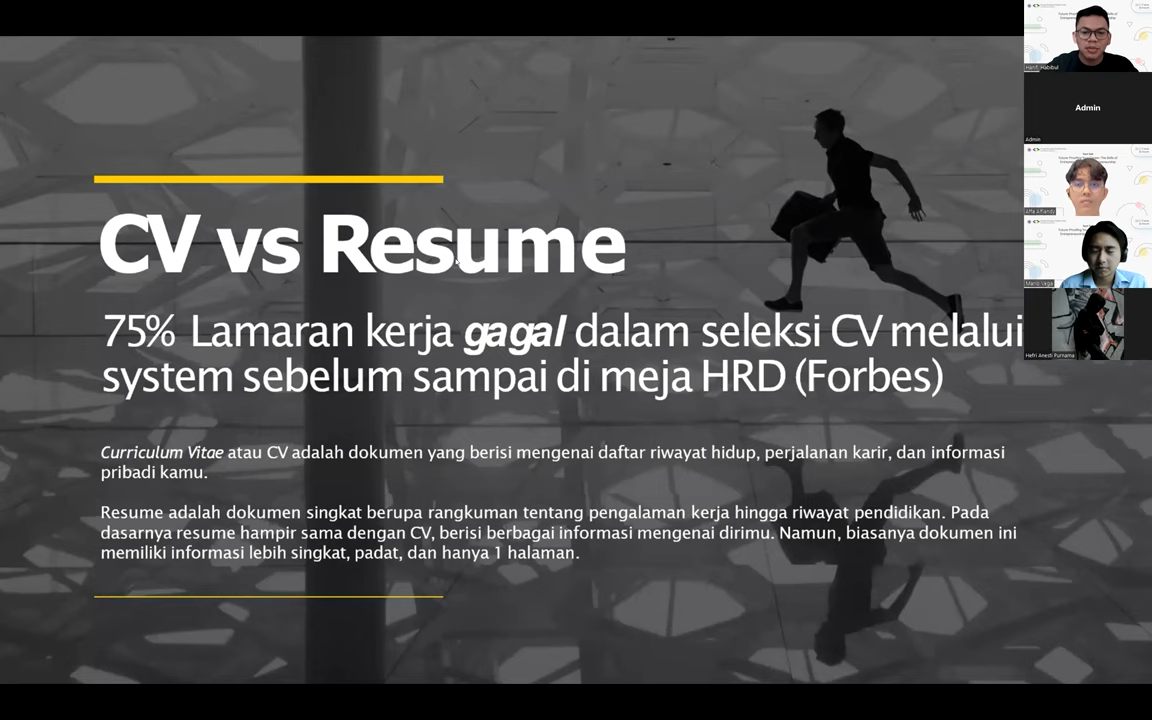 CV vs Resume
75% Lamaran kerja gagal dalam seleksi CV melalui
system sebelum sampai di meja HRD (Forbes)
Curriculum Vitae atau CV adalah dokumen yang berisi mengenai daftar riwayat hidup, perjalanan karir, dan informasi
pribadi kamu.
Resume adalah dokumen singkat berupa rangkuman tentang pengalaman kerja hingga riwayat pendidikan. Pada
dasarnya resume hampir sama dengan CV, berisi berbagai informasi mengenai dirimu. Namun, biasanya dokumen ini
memiliki informasi lebih singkat, padat, dan hanya 1 halaman.
Hanif, Habibul
Admin
Admin
Mario Vega
Hefri Anesti Purnama